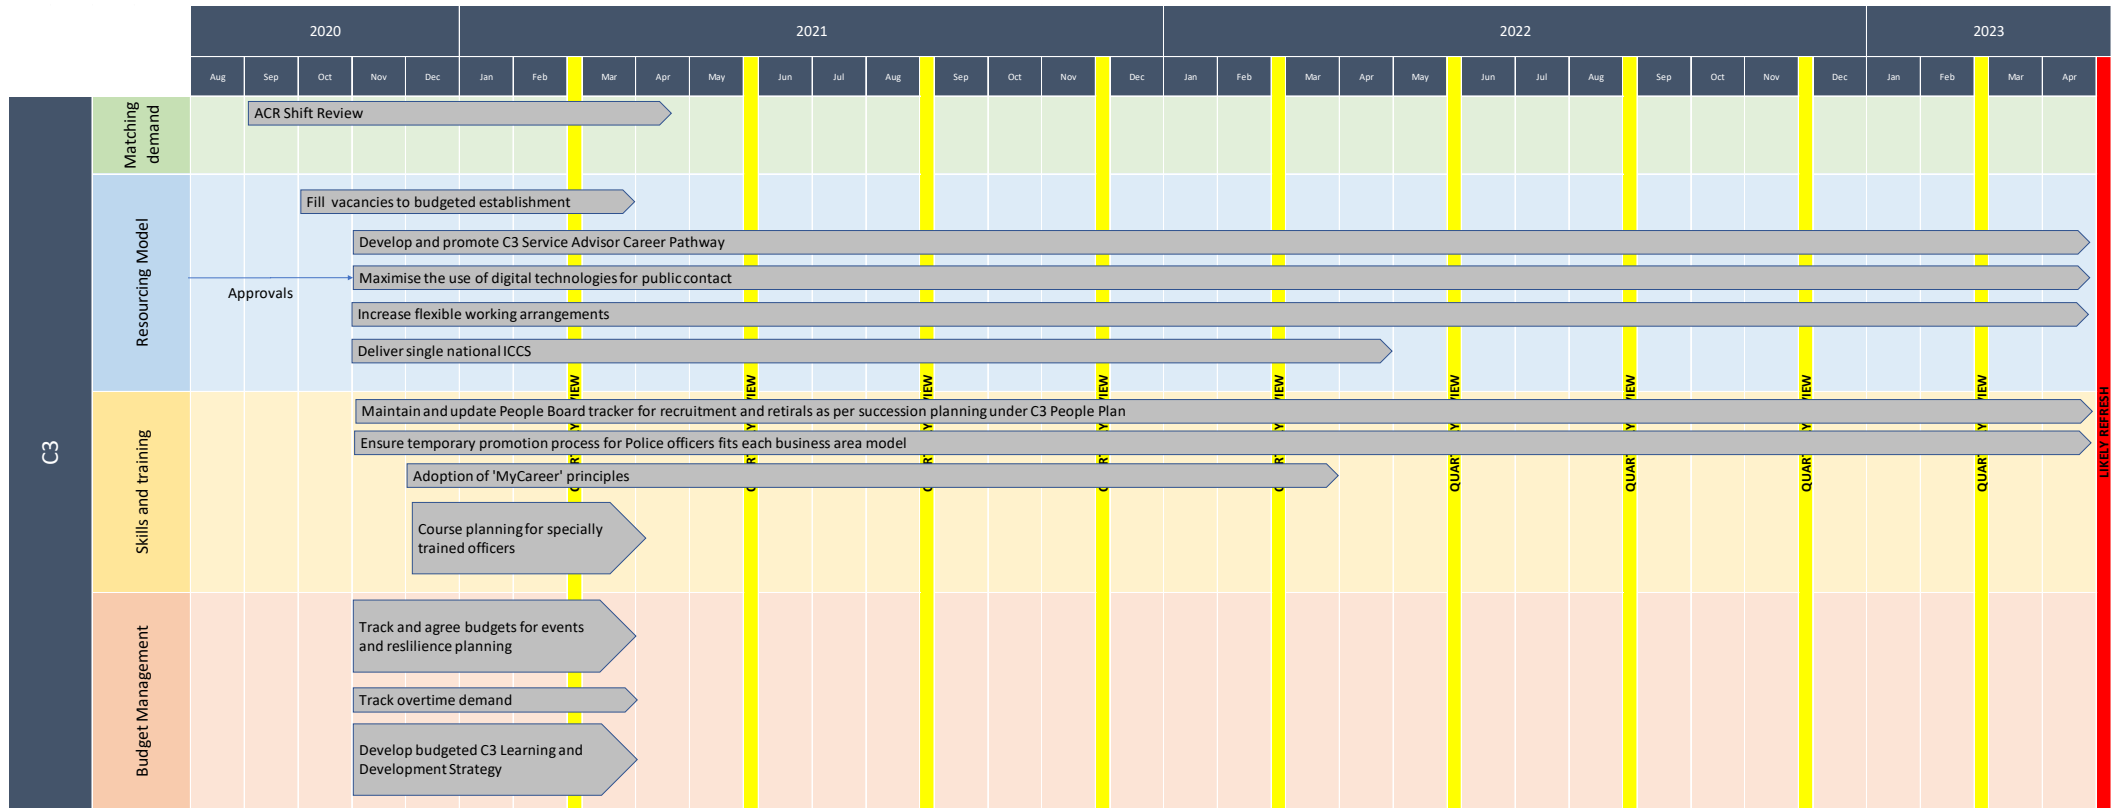 2020 2021 2022 2023
Aug Sep Oct Nov Dec Jan Feb Mar Apr May Jun Jul Aug Sep Oct Nov Dec Jan Feb Mar Apr May Jun Jul Aug Sep Oct Nov Dec Jan Feb Mar Apr
C3
Matching
demand
ACR Shift Review
Resourcing Model
Fill vacancies to budgeted establishment
Develop and promote C3 Service Advisor Career Pathway
Maximise the use of digital technologies for public contact
Approvals
Increase flexible working arrangements
Deliver single national ICCS
Skills and training
Maintain and update People Board tracker for recruitment and retirals as per succession planning under C3 People Plan
Ensure temporary promotion process for Police officers fits each business area model
Adoption of 'MyCareer' principles
Course planning for specially
trained officers
LIKELY REFRESH
Budget Management
Track and agree budgets for events
and reslilience planning
Track overtime demand
Develop budgeted C3 Learning and
Development Strategy